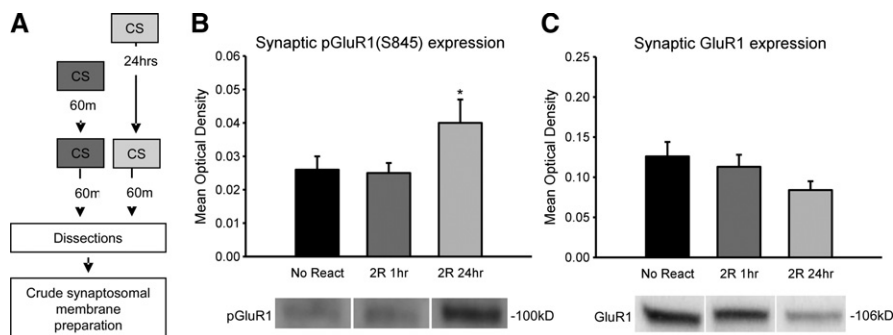 A
CS
24hrs
CS
60m
CS
CS
60m
60m
Dissections
Crude synaptosomal
membrane
preparation
B
Synaptic pGluR1(S845) expression
Mean Optical Density
0.06
0.05
0.04
0.03
0.02
0.01
0.00
*
No React
2R 1hr
2R 24hr
pGluR1
-100kD
C
Synaptic GluR1 expression
Mean Optical Density
0.25
0.20
0.15
0.10
0.05
0.00
No React
2R 1hr
2R 24hr
GluR1
-106kD